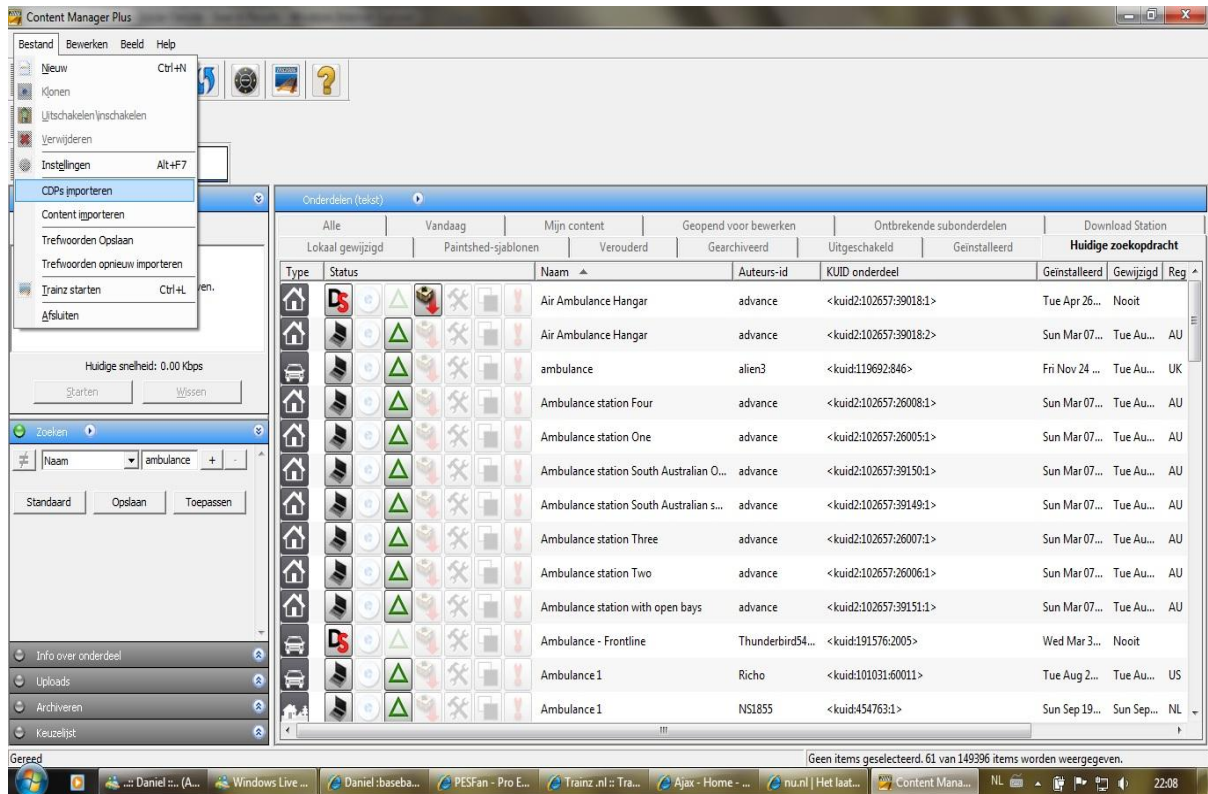 Content Manager Plus
Bestand Bewerken Beeld Help
Nieuw Ctrl+N
Klonen
Uitschakelen\inschakelen
Verwijderen
Instellingen Alt+F7
CDPs importeren
Content importeren
Trefwoorden Opslaan
Trefwoorden opnieuw importeren
Trainz starten Ctrl+L
Afsluiten
ven.
Huidige snelheid: 0.00 Kbps
Starten Wissen
Zoeken
Naam ambulance + -
Standaard Opslaan Toepassen
Info over onderdeel
Uploads
Archiveren
Keuzelijst
Onderdelen (tekst)
Alle Vandaag Mijn content Geopend voor bewerken Ontbrekende subonderdelen Download Station
Lokaal gewijzigd Paintshed-sjablonen Verouderd Gearchiveerd Uitgeschakeld Geïnstalleerd Huidige zoekopdracht
Type Status Naam Auteurs-id KUID onderdeel Geïnstalleerd Gewijzigd Reg
DS Air Ambulance Hangar advance <kuid2:102657:39018:1> Tue Apr 26... Nooit
Air Ambulance Hangar advance <kuid2:102657:39018:2> Sun Mar 07... Tue Au... AU
ambulance alien3 <kuid:119692:846> Fri Nov 24 ... Tue Au... UK
Ambulance station Four advance <kuid2:102657:26008:1> Sun Mar 07... Tue Au... AU
Ambulance station One advance <kuid2:102657:26005:1> Sun Mar 07... Tue Au... AU
Ambulance station South Australian O... advance <kuid2:102657:39150:1> Sun Mar 07... Tue Au... AU
Ambulance station South Australian s... advance <kuid2:102657:39149:1> Sun Mar 07... Tue Au... AU
Ambulance station Three advance <kuid2:102657:26007:1> Sun Mar 07... Tue Au... AU
Ambulance station Two advance <kuid2:102657:26006:1> Sun Mar 07... Tue Au... AU
Ambulance station with open bays advance <kuid2:102657:39151:1> Sun Mar 07... Tue Au... AU
DS Ambulance - Frontline Thunderbird54... <kuid:191576:2005> Wed Mar 3... Nooit
Ambulance 1 Richo <kuid:101031:60011> Tue Aug 2... Tue Au... US
Ambulance 1 NS1855 <kuid:454763:1> Sun Sep 19... Sun Sep... NL
Gereed Geen items geselecteerd. 61 van 149396 items worden weergegeven.
..:: Daniel ::.. (A... Windows Live ... Daniel :baseba... PESFan - Pro E... Trainz .nl :: Tra... Ajax - Home - ... nu.nl | Het laat... Content Mana... NL 22:08